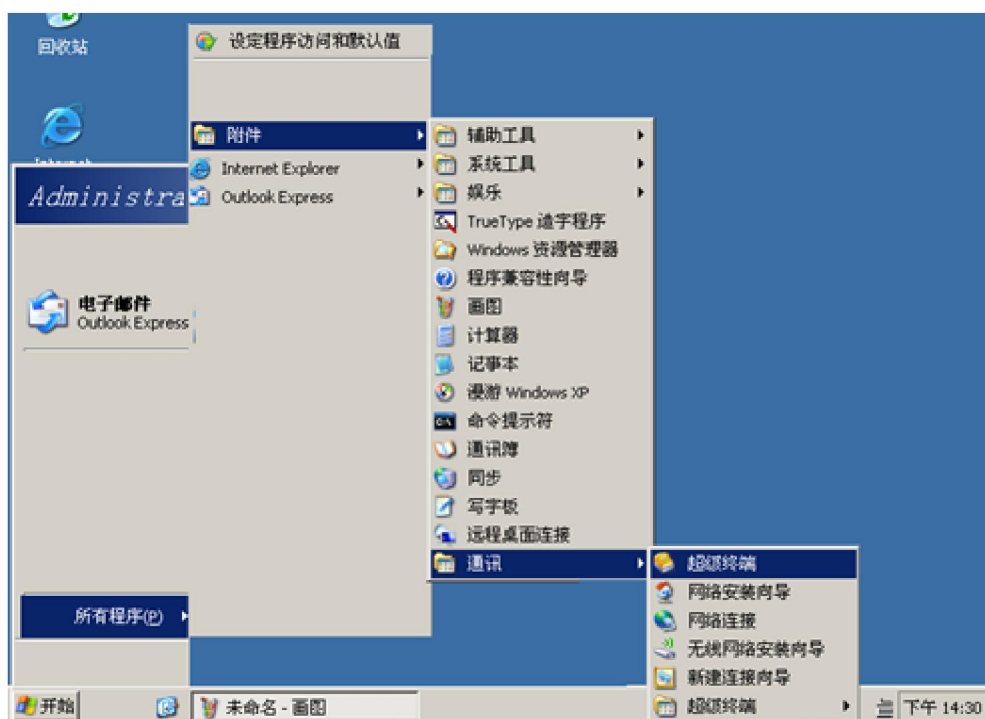 回收站
设定程序访问和默认值
附件
Internet Explorer
Outlook Express
Administra
电子邮件
Outlook Express
所有程序(P)
辅助工具
系统工具
娱乐
TrueType 造字程序
Windows 资源管理器
程序兼容性向导
画图
计算器
记事本
漫游 Windows XP
命令提示符
通讯簿
同步
写字板
远程桌面连接
通讯
超级终端
网络安装向导
网络连接
无线网络安装向导
新建连接向导
超级终端
开始
未命名 - 画图
下午 14:30